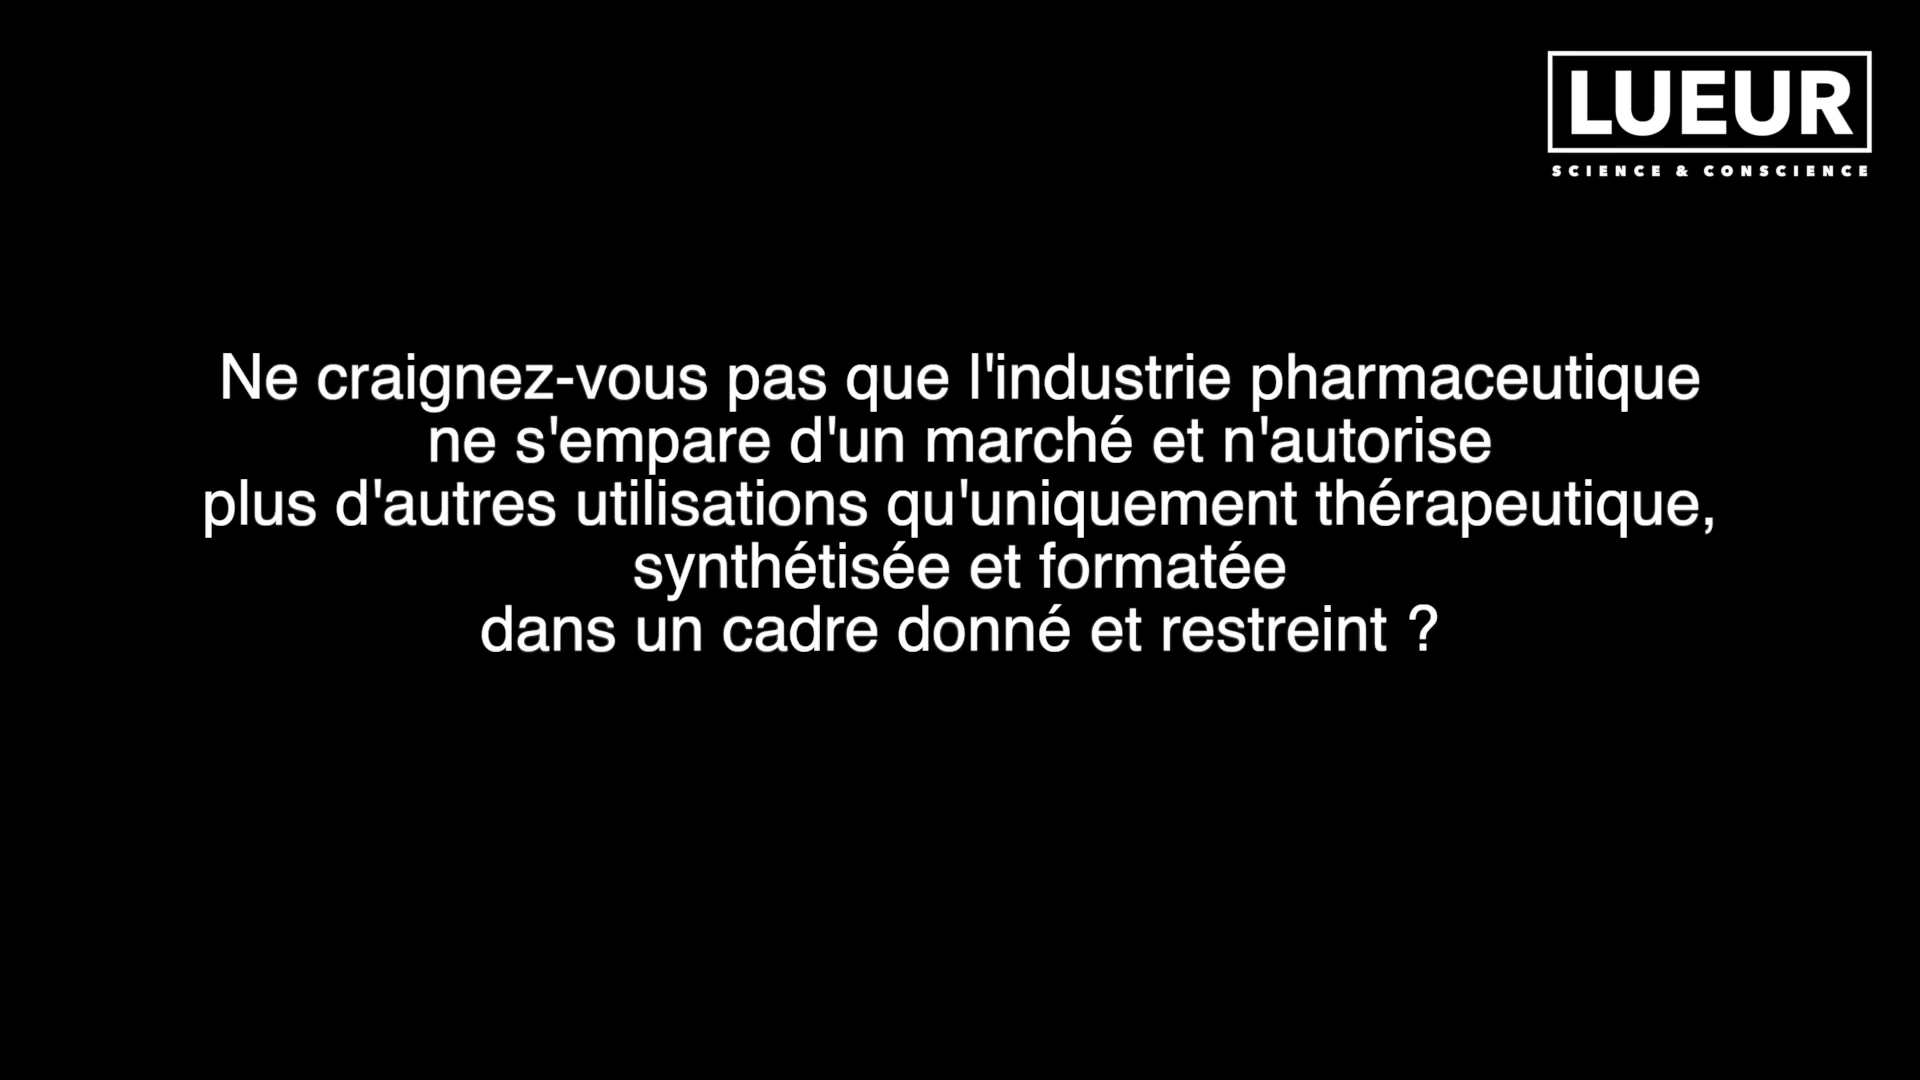 LUEUR
SCIENCE & CONSCIENCE
Ne craignez-vous pas que l'industrie pharmaceutique
ne s'empare d'un marché et n'autorise
plus d'autres utilisations qu'uniquement thérapeutique,
synthétisée et formatée
dans un cadre donné et restreint ?